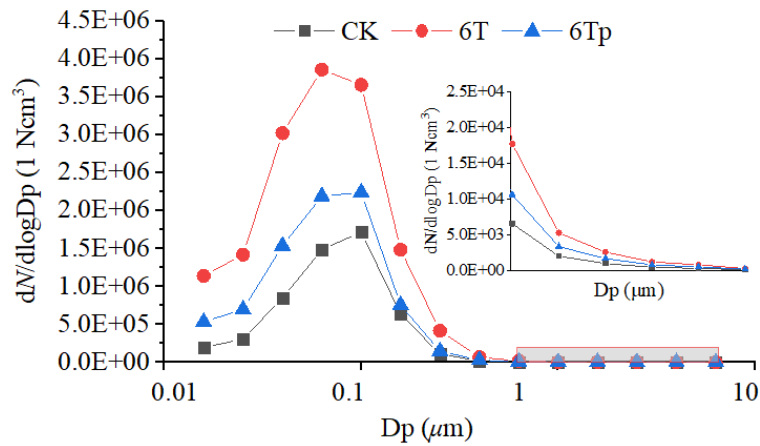 CK 6T 6Tp
dN/dlogDp (1 Ncm³)
4.5E+06
4.0E+06
3.5E+06
3.0E+06
2.5E+06
2.0E+06
1.5E+06
1.0E+06
5.0E+05
0.0E+00
0.01 0.1 1 10
Dp (μm)
dN/dlogDp (1 Ncm³)
2.5E+04
2.0E+04
1.5E+04
1.0E+04
5.0E+03
0.0E+00
Dp (μm)